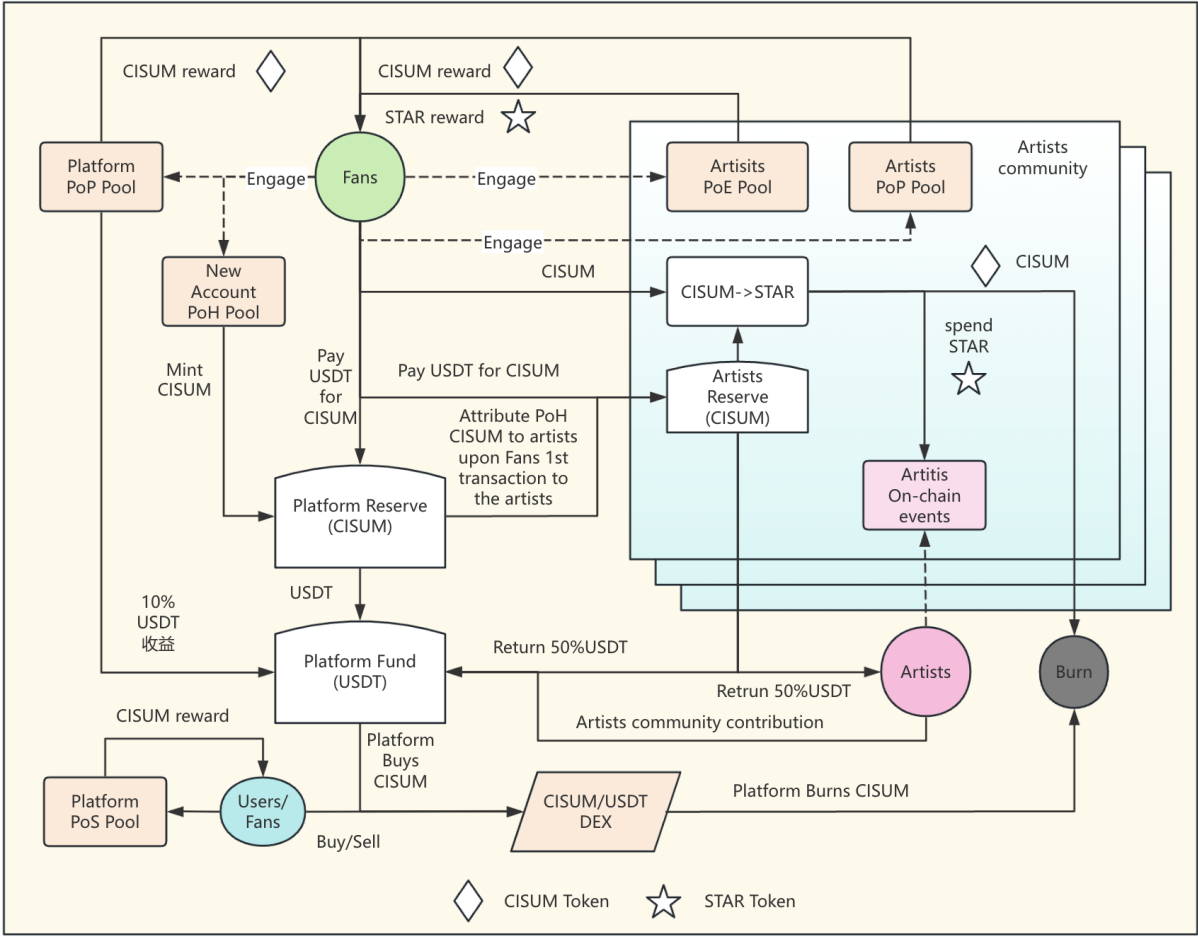 CISUM reward
CISUM reward
STAR reward
Platform
PoP Pool
Engage
Fans
Engage
Artisits
PoE Pool
Artists
PoP Pool
Artists
community
Engage
New
Account
PoH Pool
CISUM
CISUM->STAR
CISUM
Mint
CISUM
Pay
USDT
for
CISUM
Pay USDT for CISUM
Artists
Reserve
(CISUM)
spend
STAR
Attribute PoH
CISUM to artists
upon Fans 1st
transaction to
the artists
Artitis
On-chain
events
Platform Reserve
(CISUM)
USDT
10%
USDT
收益
Platform Fund
(USDT)
Return 50%USDT
Retrun 50%USDT
Artists
Burn
Artists community contribution
CISUM reward
Platform
Buys
CISUM
Platform
PoS Pool
Users/
Fans
Buy/Sell
CISUM/USDT
DEX
Platform Burns CISUM
CISUM Token
STAR Token